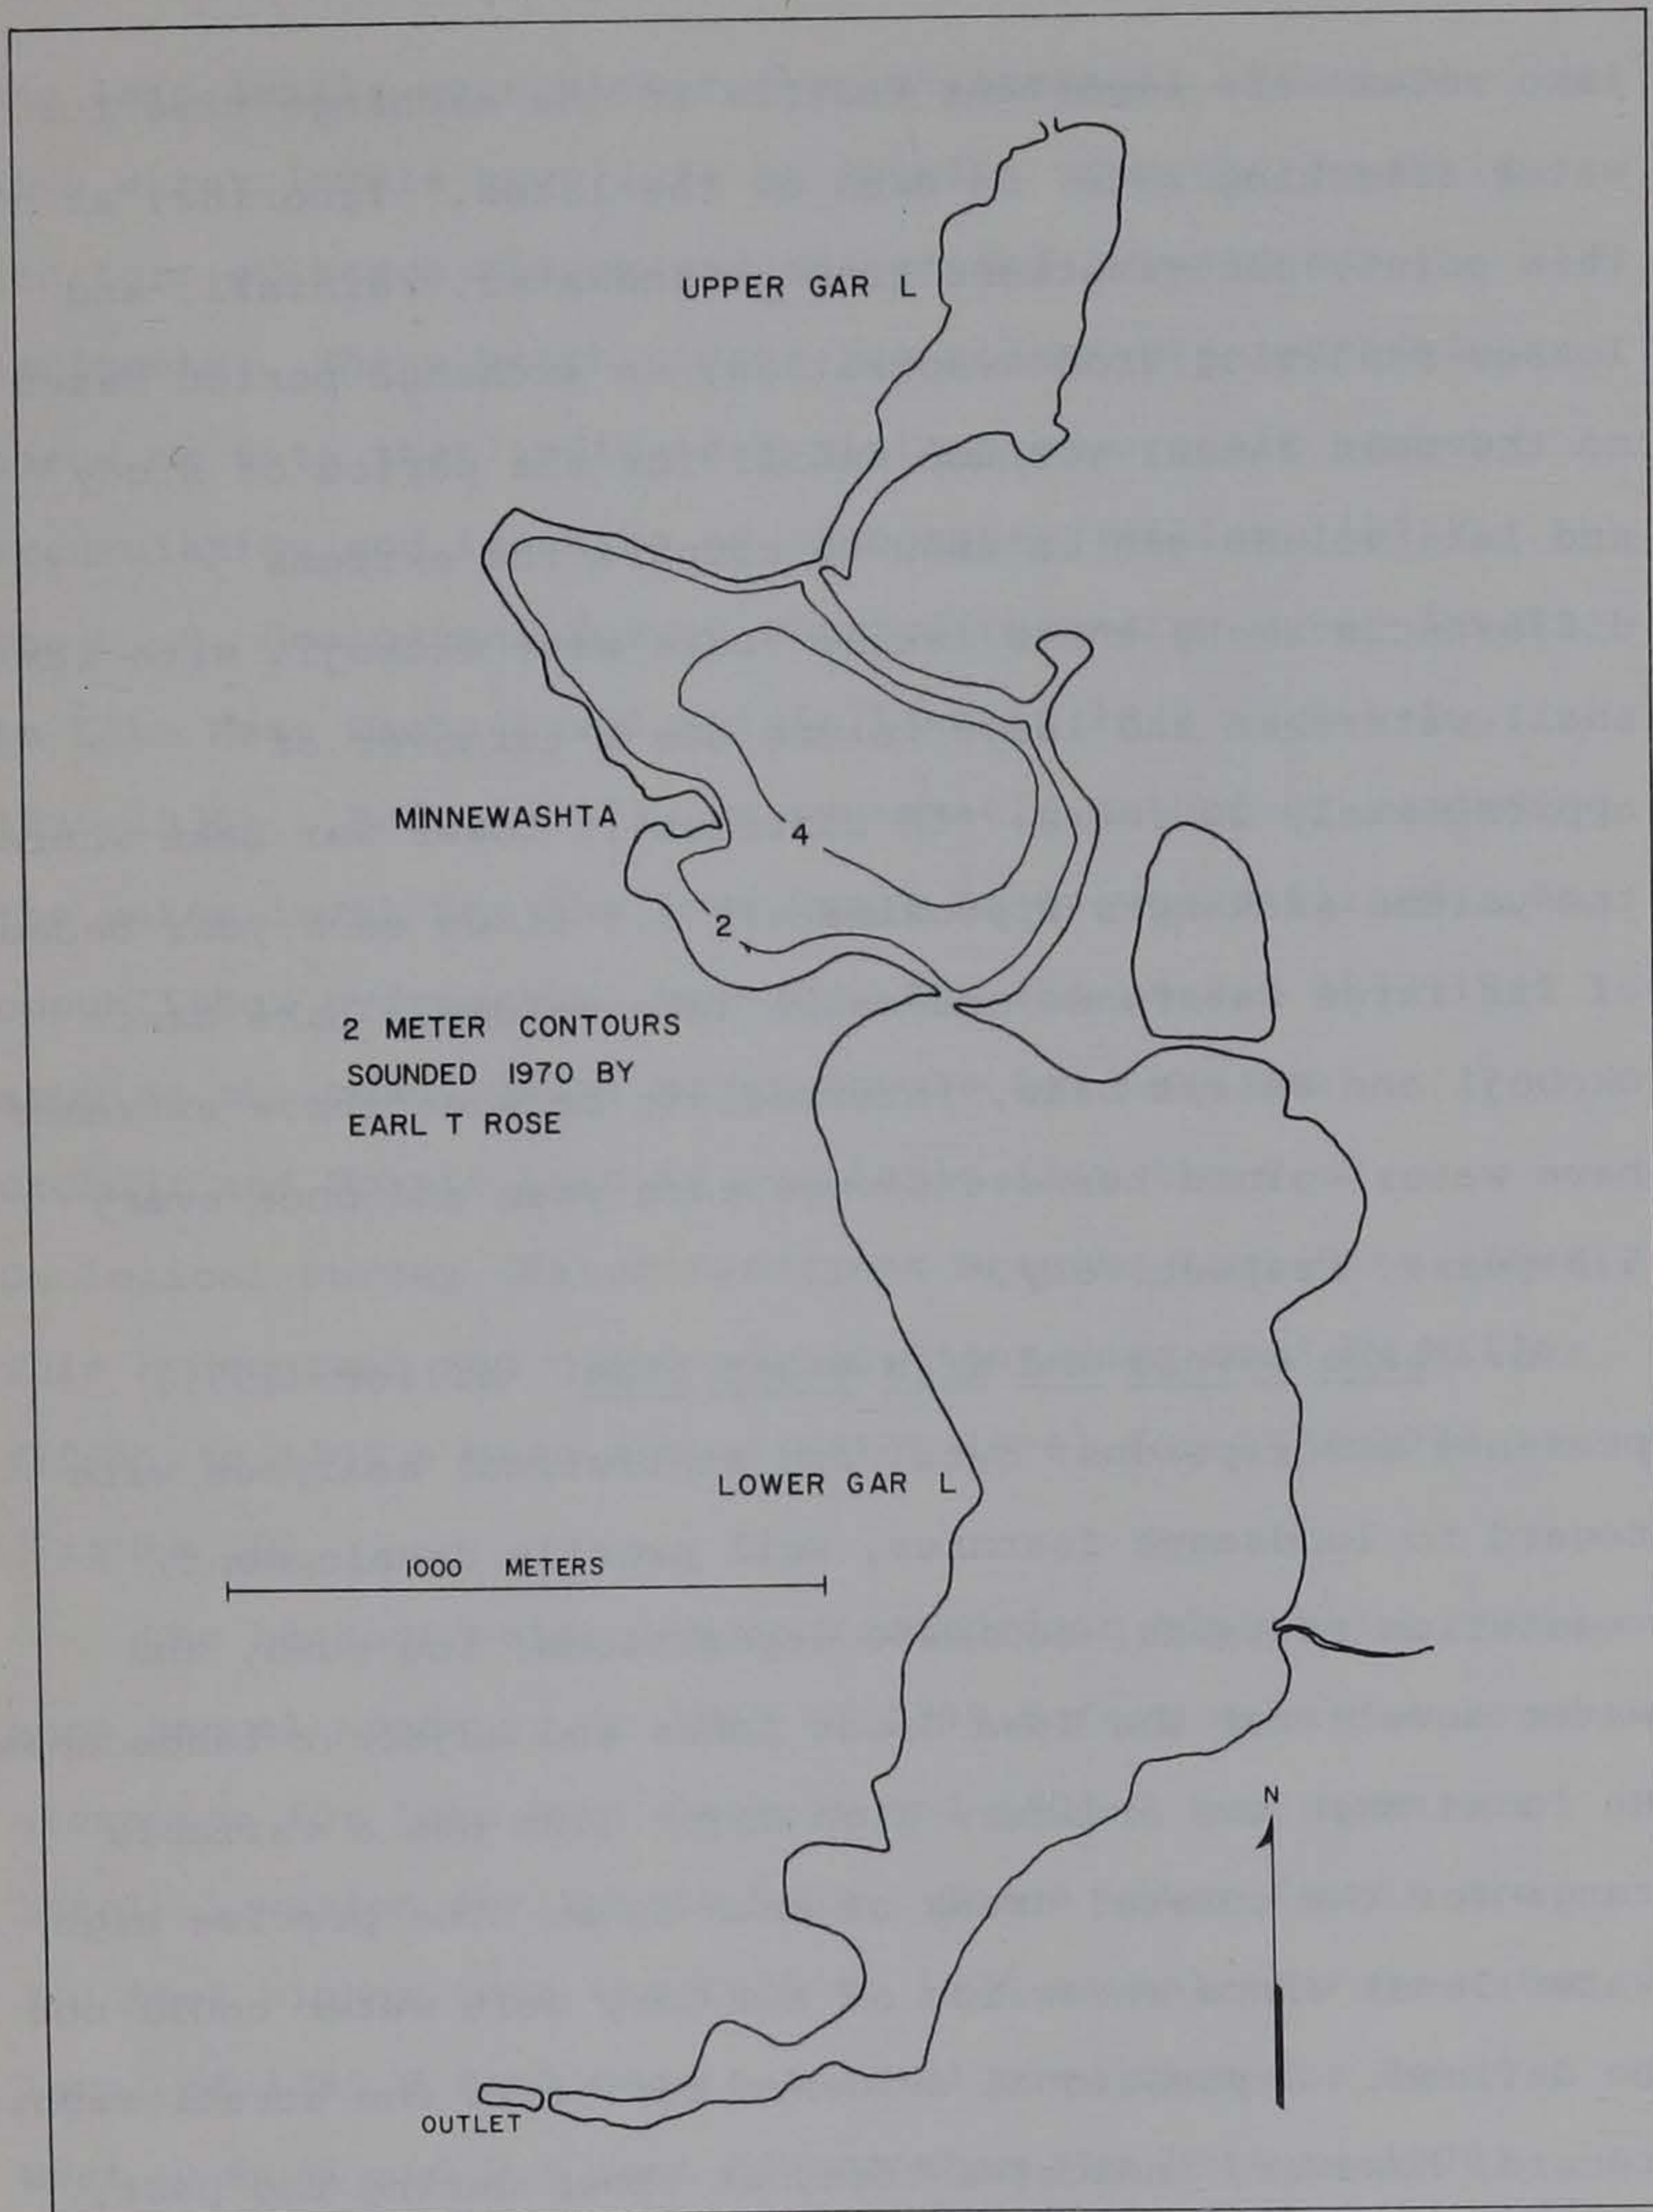 UPPER GAR L
MINNEWASHTA
4
2
2 METER CONTOURS
SOUNDED 1970 BY
EARL T ROSE
LOWER GAR L
1000 METERS
N
OUTLET